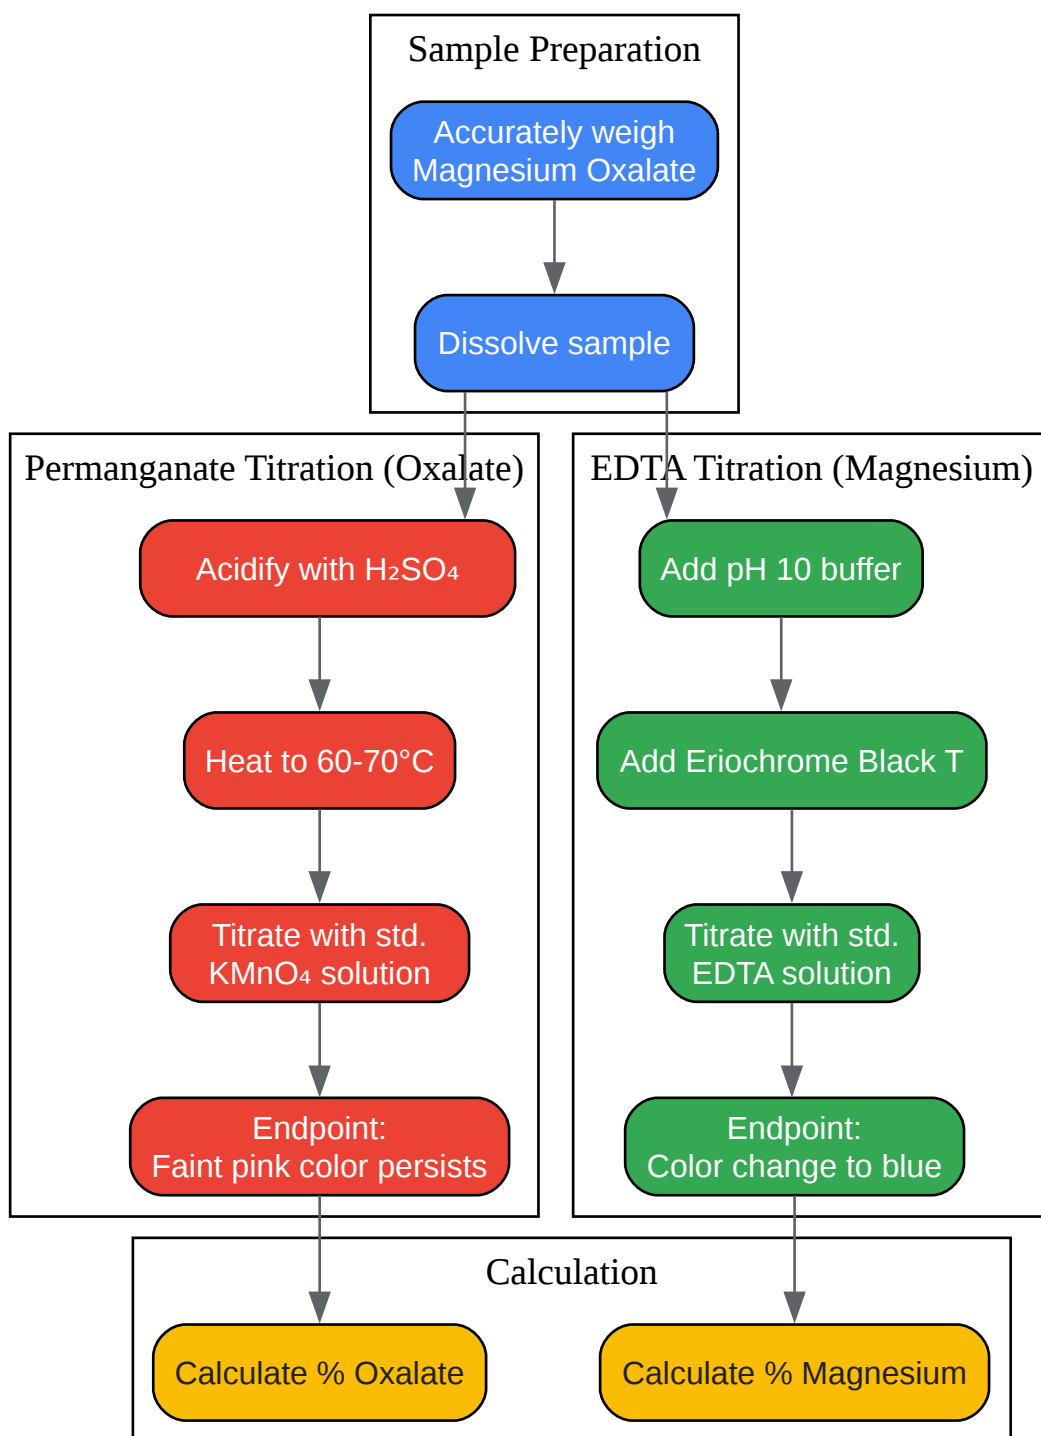 Sample Preparation
Accurately weigh
Magnesium Oxalate
Dissolve sample
Permanganate Titration (Oxalate)
Acidify with H₂SO₄
Heat to 60-70°C
Titrate with std.
KMnO₄ solution
Endpoint:
Faint pink color persists
EDTA Titration (Magnesium)
Add pH 10 buffer
Add Eriochrome Black T
Titrate with std.
EDTA solution
Endpoint:
Color change to blue
Calculation
Calculate % Oxalate
Calculate % Magnesium